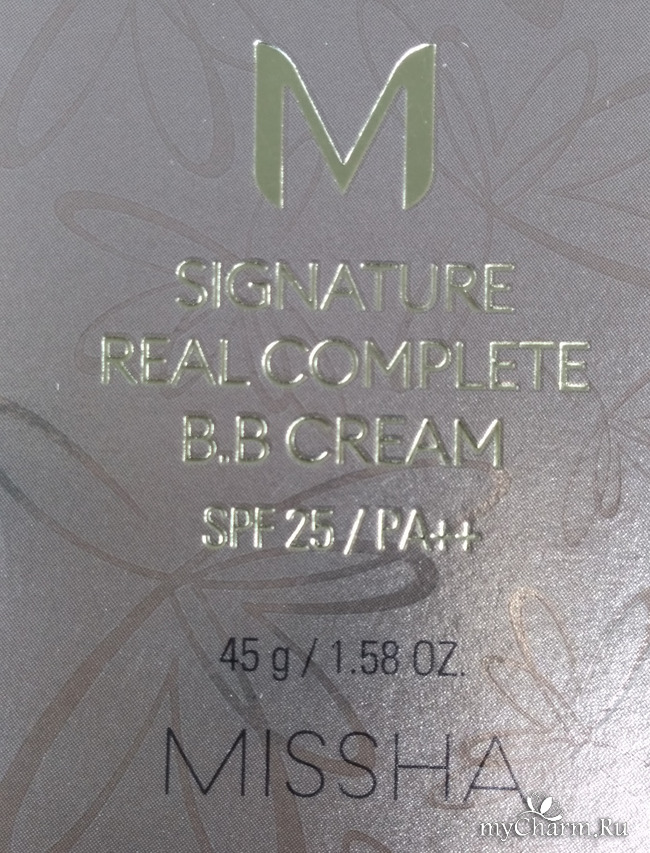 M
SIGNATURE
REAL COMPLETE
B.B CREAM
SPF 25 / PA++
45 g / 1.58 OZ.
MISSHA
myCharm.Ru